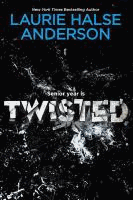 New York Times Bestselling Author
LAURIE HALSE
ANDERSON
Senior year is
TWISTED